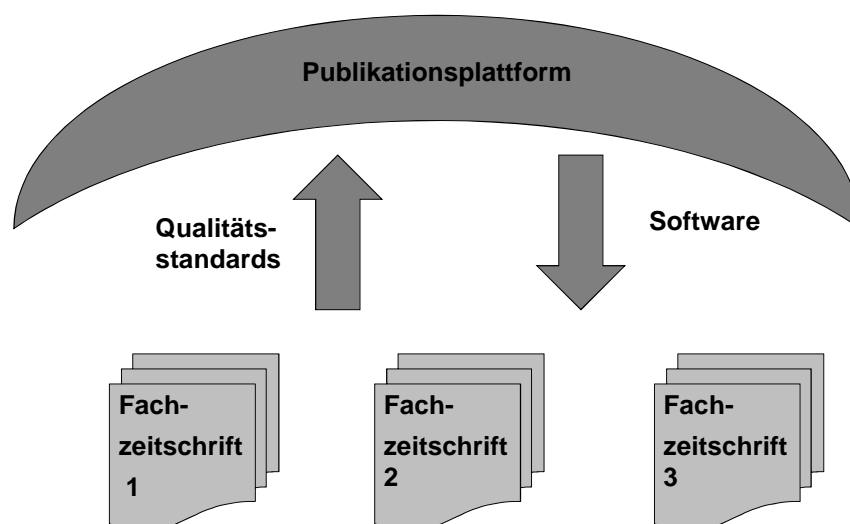 Publikationsplattform
Qualitäts-
standards
Software
Fach-
zeitschrift
1
Fach-
zeitschrift
2
Fach-
zeitschrift
3